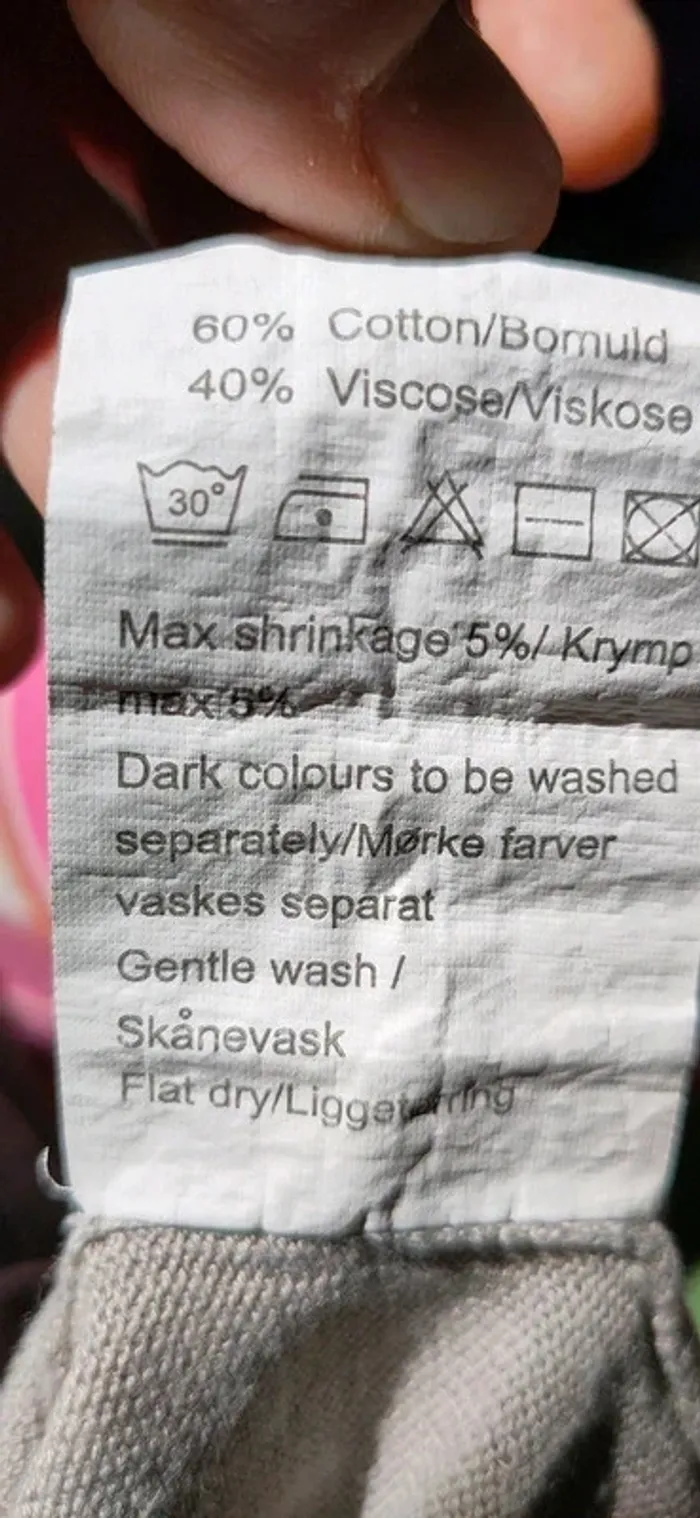 60% Cotton/Bomuld
40% Viscose/Viskose
30°
Max shrinkage 5%/ Krymp
max 5%
Dark colours to be washed
separately/Mørke farver
vaskes separat
Gentle wash /
Skånevask
Flat dry/